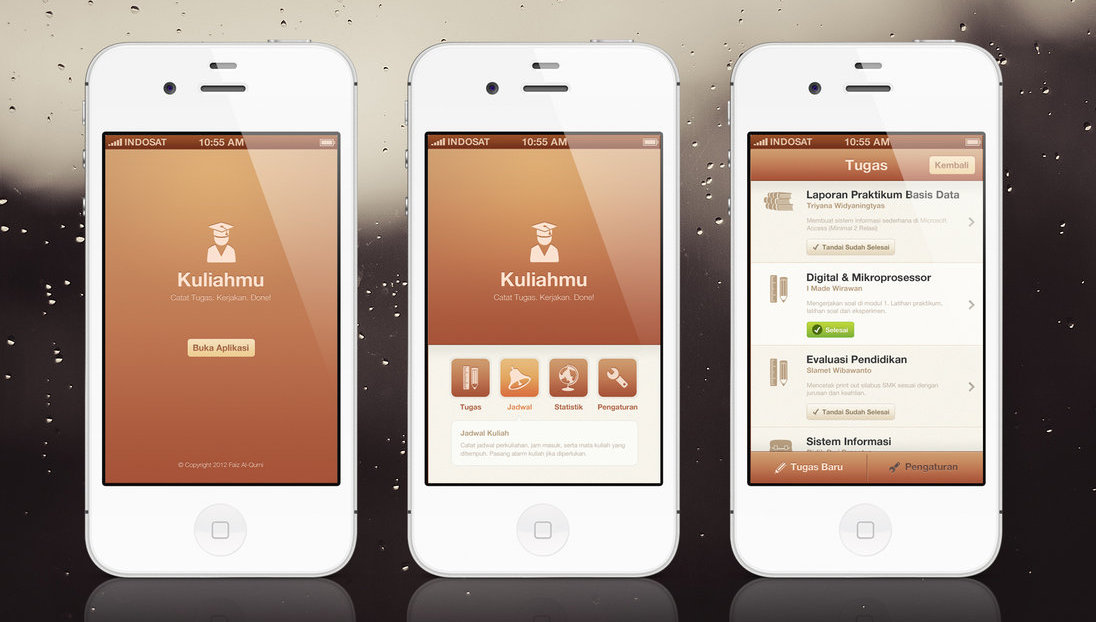 INDOSAT 10:55 AM
Kuliahmu
Catat Tugas. Kerjakan. Done!
Buka Aplikasi
© Copyright 2012 Faiz Al-Qurni
INDOSAT 10:55 AM
Kuliahmu
Catat Tugas. Kerjakan. Done!
Tugas Jadwal Statistik Pengaturan
Jadwal Kuliah
Catat jadwal perkuliahan, jam masuk, serta mata kuliah yang
ditempuh. Pasang alarm kuliah jika diperlukan.
INDOSAT 10:55 AM
Tugas Kembali
Laporan Praktikum Basis Data
Triyana Widyaningtyas
Membuat sistem informasi sederhana di Microsoft
Access (Minimal 2 Relasi)
Tandai Sudah Selesai
Digital & Mikroprosessor
I Made Wirawan
Mengerjakan soal di modul 1. Latihan praktikum,
latihan soal dan eksperimen.
Selesai
Evaluasi Pendidikan
Slamet Wibawanto
Mencetak print out silabus SMK sesuai dengan
jurusan dan keahlian.
Tandai Sudah Selesai
Sistem Informasi
Tugas Baru Pengaturan